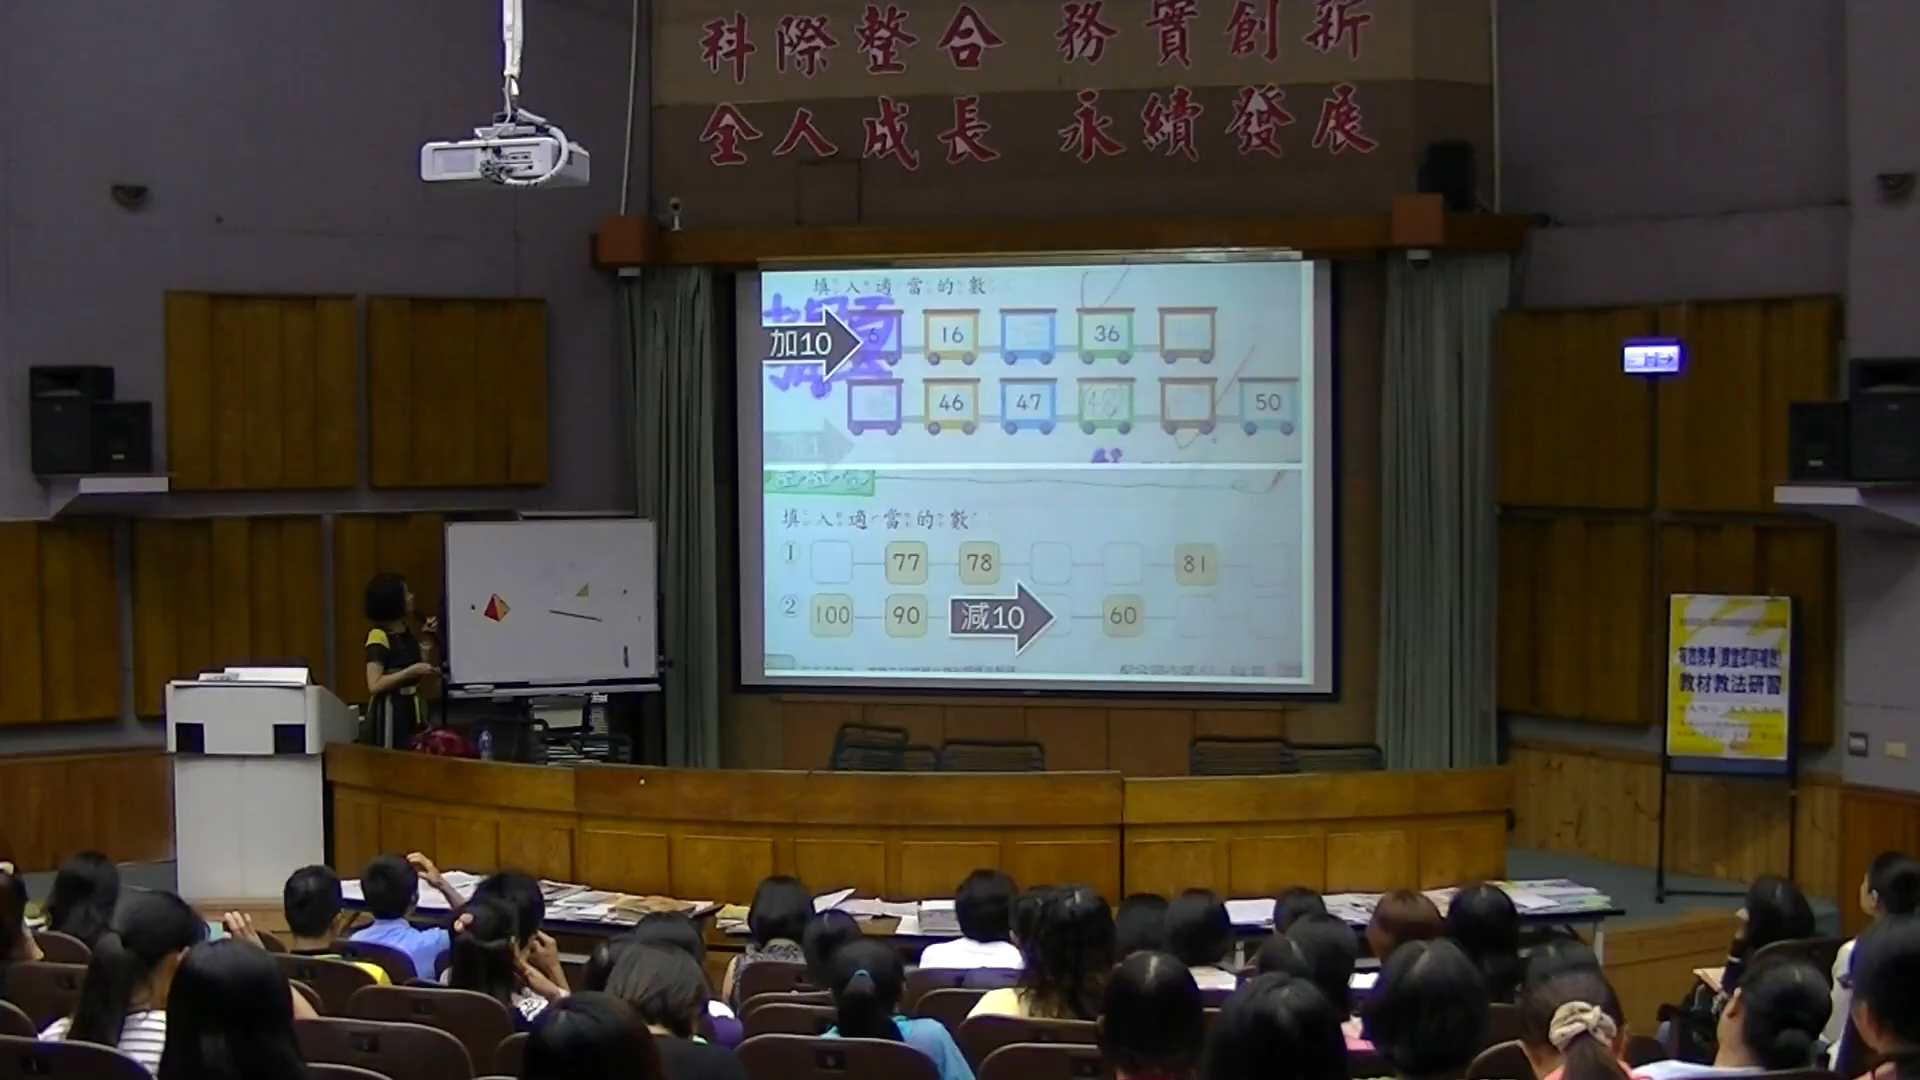 科際整合 務實創新
全人成長 永續發展
填入適當的數
加10
6 16 36
46 47 50
填入適當的數
① 77 78 81
② 100 90 減10 60
教材教法研習